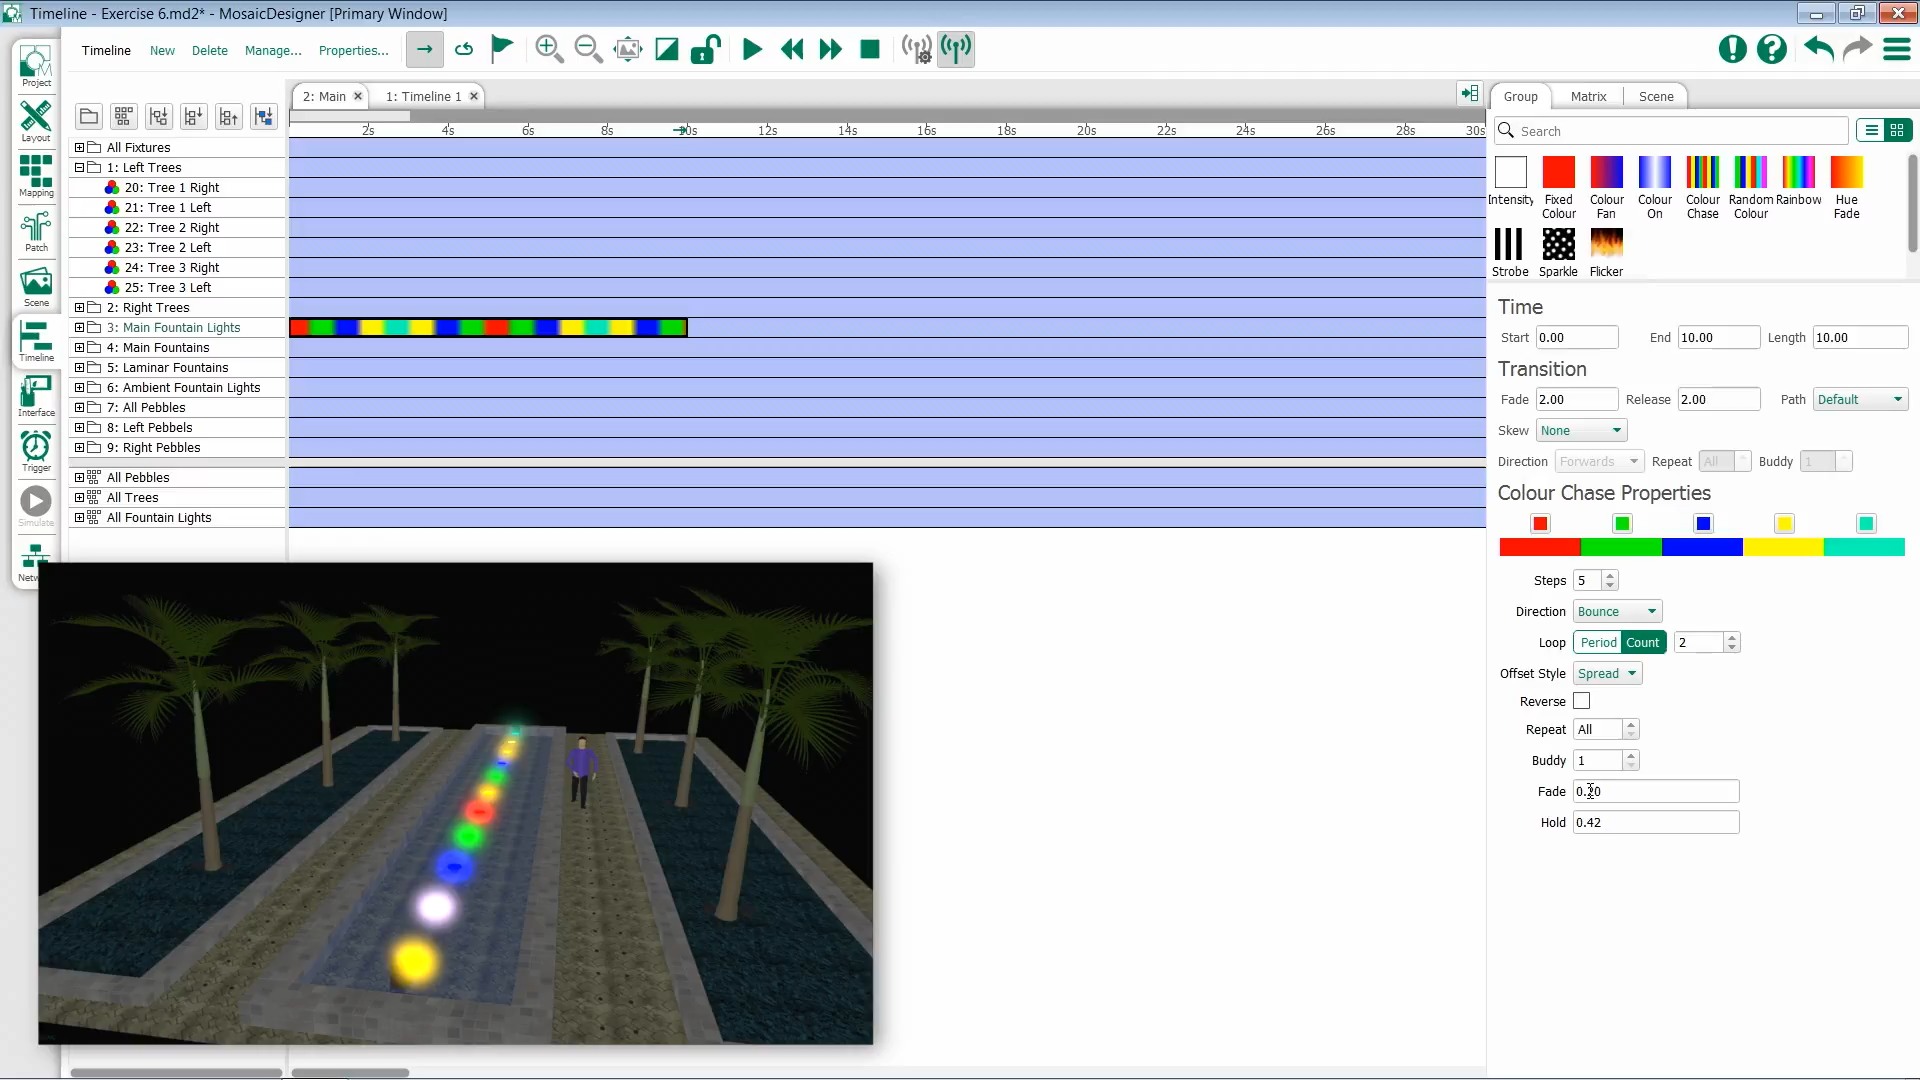 Timeline - Exercise 6.md2* - MosaicDesigner [Primary Window]
Timeline New Delete Manage... Properties...
Project
Layout
Mapping
Patch
Scene
Timeline
Interface
Trigger
Simulate
2: Main 1: Timeline 1
2s 4s 6s 8s 10s 12s 14s 16s 18s 20s 22s 24s 26s 28s 30s
All Fixtures
1: Left Trees
20: Tree 1 Right
21: Tree 1 Left
22: Tree 2 Right
23: Tree 2 Left
24: Tree 3 Right
25: Tree 3 Left
2: Right Trees
3: Main Fountain Lights
4: Main Fountains
5: Laminar Fountains
6: Ambient Fountain Lights
7: All Pebbles
8: Left Pebbels
9: Right Pebbles
All Pebbles
All Trees
All Fountain Lights
Group Matrix Scene
Search
Intensity Fixed Colour Colour Fan Colour On Colour Chase Random Colour Rainbow Hue Fade
Strobe Sparkle Flicker
Time
Start 0.00 End 10.00 Length 10.00
Transition
Fade 2.00 Release 2.00 Path Default
Skew None
Direction Forwards Repeat All Buddy 1
Colour Chase Properties
Steps 5
Direction Bounce
Loop Period Count 2
Offset Style Spread
Reverse
Repeat All
Buddy 1
Fade
Hold 0.42